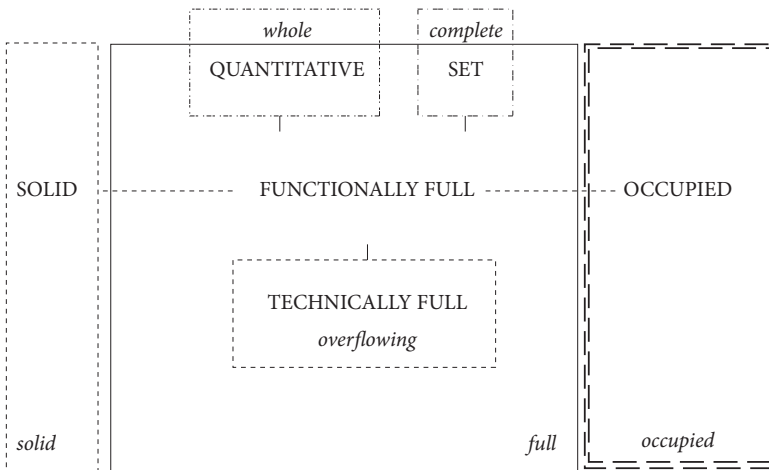 whole complete
QUANTITATIVE SET
SOLID FUNCTIONALLY FULL OCCUPIED
TECHNICALLY FULL
overflowing
solid full occupied